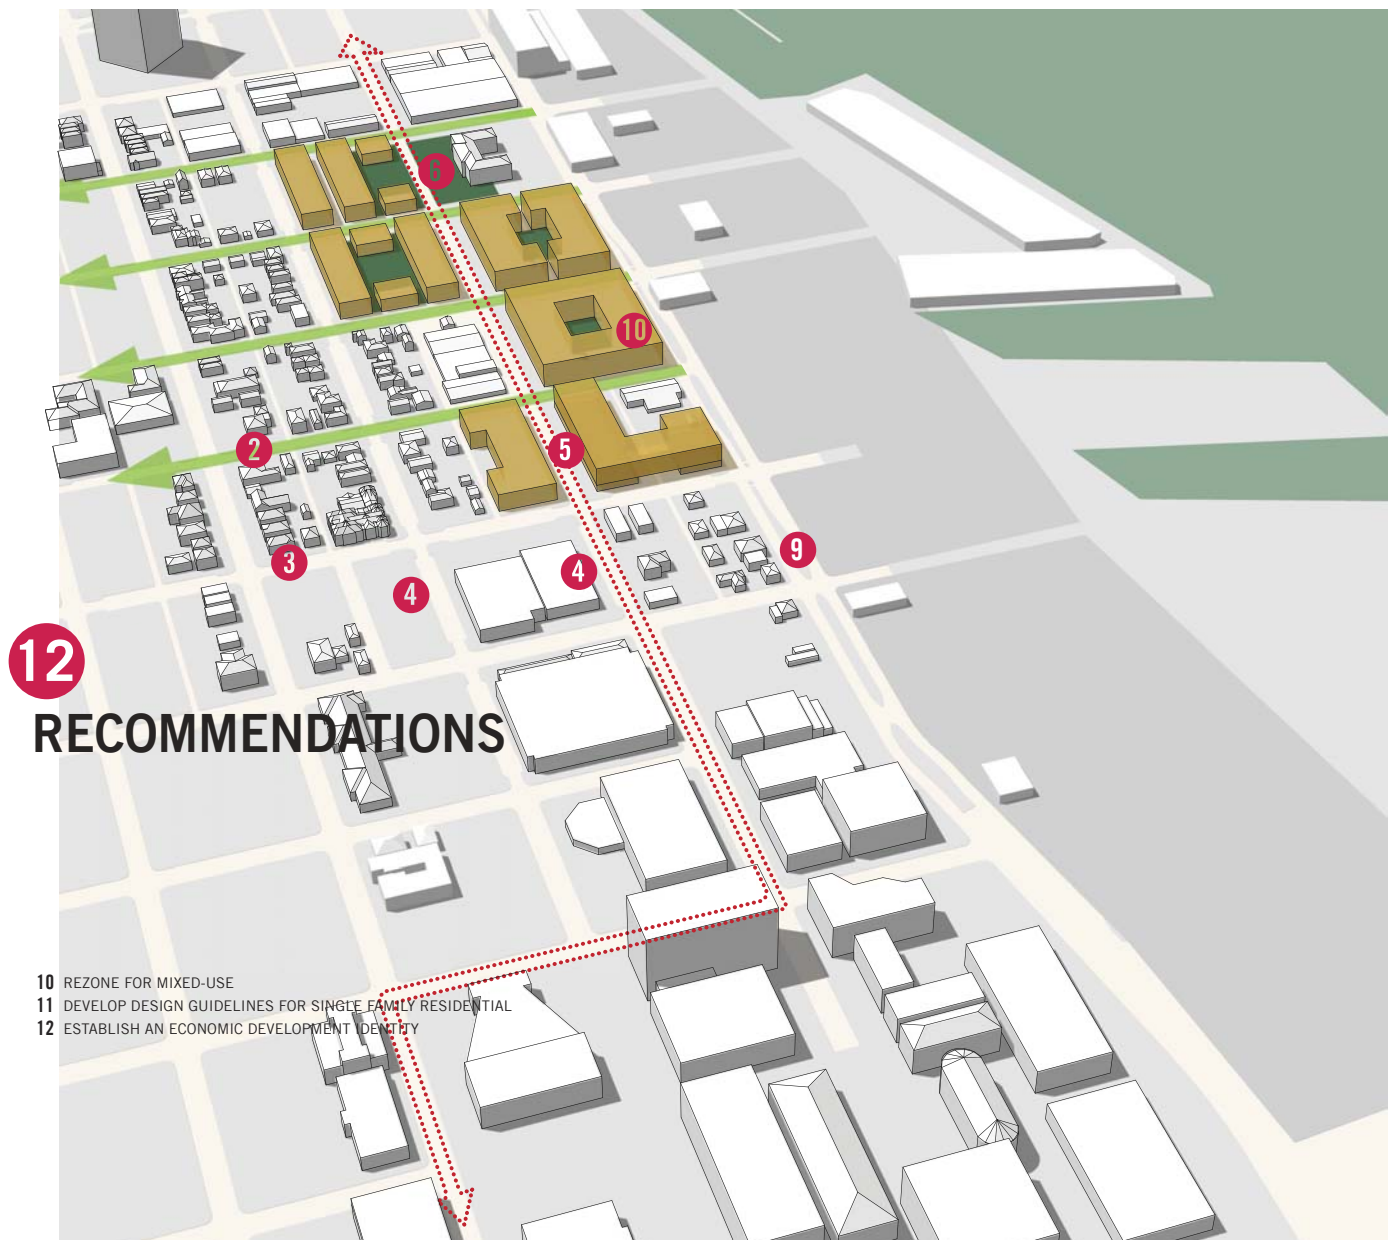 6
10
2
5
3
4
4
9
12
RECOMMENDATIONS
10 REZONE FOR MIXED-USE
11 DEVELOP DESIGN GUIDELINES FOR SINGLE FAMILY RESIDENTIAL
12 ESTABLISH AN ECONOMIC DEVELOPMENT IDENTITY